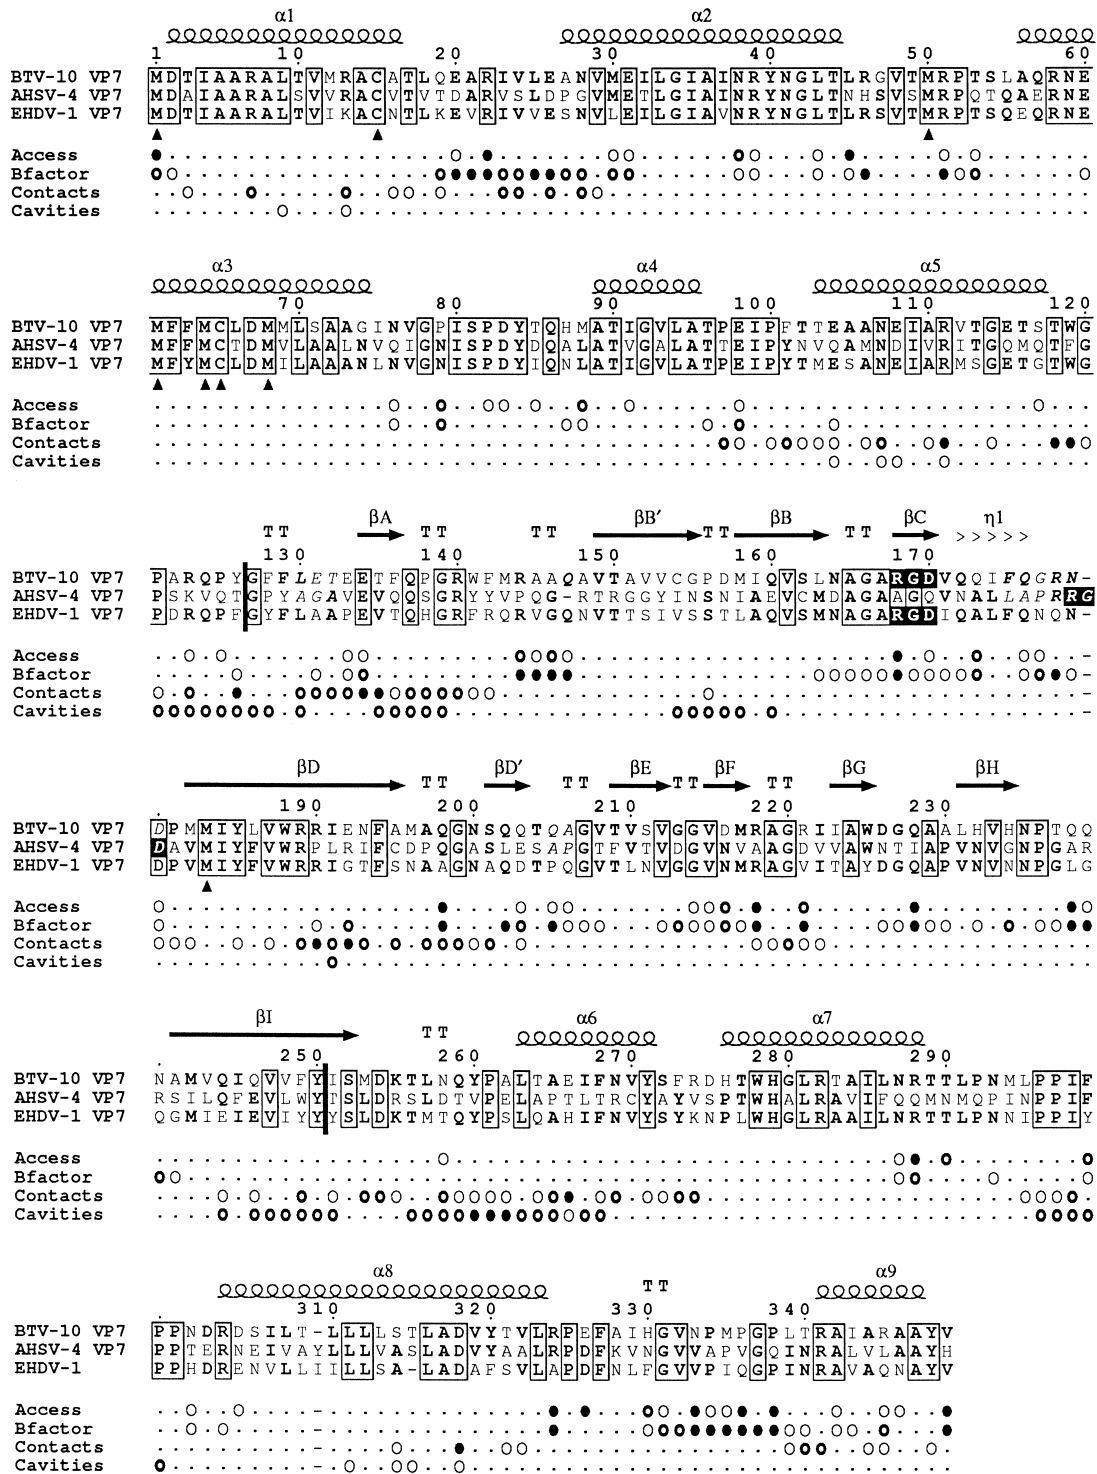 α1 α2
1 10 20 30 40 50 60
BTV-10 VP7 MDTIAARALTVMRACATLQEARIVLEANVMEILGIAINRYNGLTLRGVTMRPTSLAQRNE
AHSV-4 VP7 MDAIAARALSVVRACVTVTDARVSLDPGVMETLGIAINRYNGLTNHSVSMRPQTQAERNE
EHDV-1 VP7 MDTIAARALTVIKACNTLKEVRIVVESNVLEILGIAVNRYNGLTLRSVTMRPTSQEQRNE
Access
Bfactor
Contacts
Cavities
α3 α4 α5
70 80 90 100 110 120
BTV-10 VP7 MFFMCLDMMLSAAGINVGPISPDYTQHMATIGVLATPEIPFTTEAANEIARVTGETSTWG
AHSV-4 VP7 MFFMCTDMVLAALNVQIGNISPDYDQALATVGALATTEIPYNVQAMNDIVRITGQMQTFG
EHDV-1 VP7 MFYMCLDMILAAANLNVGNISPDYIQNLATIGVLATPEIPYTMESANEIARMSGETGTWG
Access
Bfactor
Contacts
Cavities
TT βA TT TT βB′ TT βB TT βC η1
130 140 150 160 170
BTV-10 VP7 PARQPYGFFLETEETFQPGRWFMRAAQAVTAVVCGPDMIQVSLNAGARGDVQQIFQGRN-
AHSV-4 VP7 PSKVQTGPYAGAVEVQQSGRYYVPQG-RTRGGYINSNIAEVCMDAGAAGQVNALLAPRRG
EHDV-1 VP7 PDRQPFGYFLAAPEVTQHGRFRQRVGQNVTTSIVSSTLAQVSMNAGARGDIQALFQNQN-
Access
Bfactor
Contacts
Cavities
βD TT βD′ TT βE TT βF TT βG βH
190 200 210 220 230
BTV-10 VP7 DPMMIYLVWRRIENFAMAQGNSQQTQAGVTVSVGGVDMRAGRIIAWDGQAALHVHNPTQQ
AHSV-4 VP7 DAVMIYFVWRPLRIFCDPQGASLESAPGTFVTVDGVNVAAGDVVAWNTIAPVNVGNPGAR
EHDV-1 VP7 DPVMIYFVWRRIGTFSNAAGNAQDTPQGVTLNVGGVNMRAGVITAYDGQAPVNVNNPGLG
Access
Bfactor
Contacts
Cavities
βI TT α6 α7
250 260 270 280 290
BTV-10 VP7 NAMVQIQVVFYISMDKTLNQYPALTAEIFNVYSFRDHTWHGLRTAILNRTTLPNMLPPIF
AHSV-4 VP7 RSILQFEVLWYTSLDRSLDTVPELAPTLTRCYAYVSPTWHALRAVIFQQMNMQPINPPIF
EHDV-1 VP7 QGMIEIEVIYYYSLDKTMTQYPSLQAHIFNVYSYKNPLWHGLRAAILNRTTLPNNIPPIY
Access
Bfactor
Contacts
Cavities
α8 TT α9
310 320 330 340
BTV-10 VP7 PPNDRDSILT-LLLLSTLADVYTVLRPEFAIHGVNPMPGPLTRAIARAAYV
AHSV-4 VP7 PPTERNEIVAYLLLVASLADVYAALRPDFKVNGVVAPVGQINRALVLAAYH
EHDV-1 PPHDRENVLLIILLSA-LADAFSVLAPDFNLFGVVPIQGPINRAVAQNAYV
Access
Bfactor
Contacts
Cavities